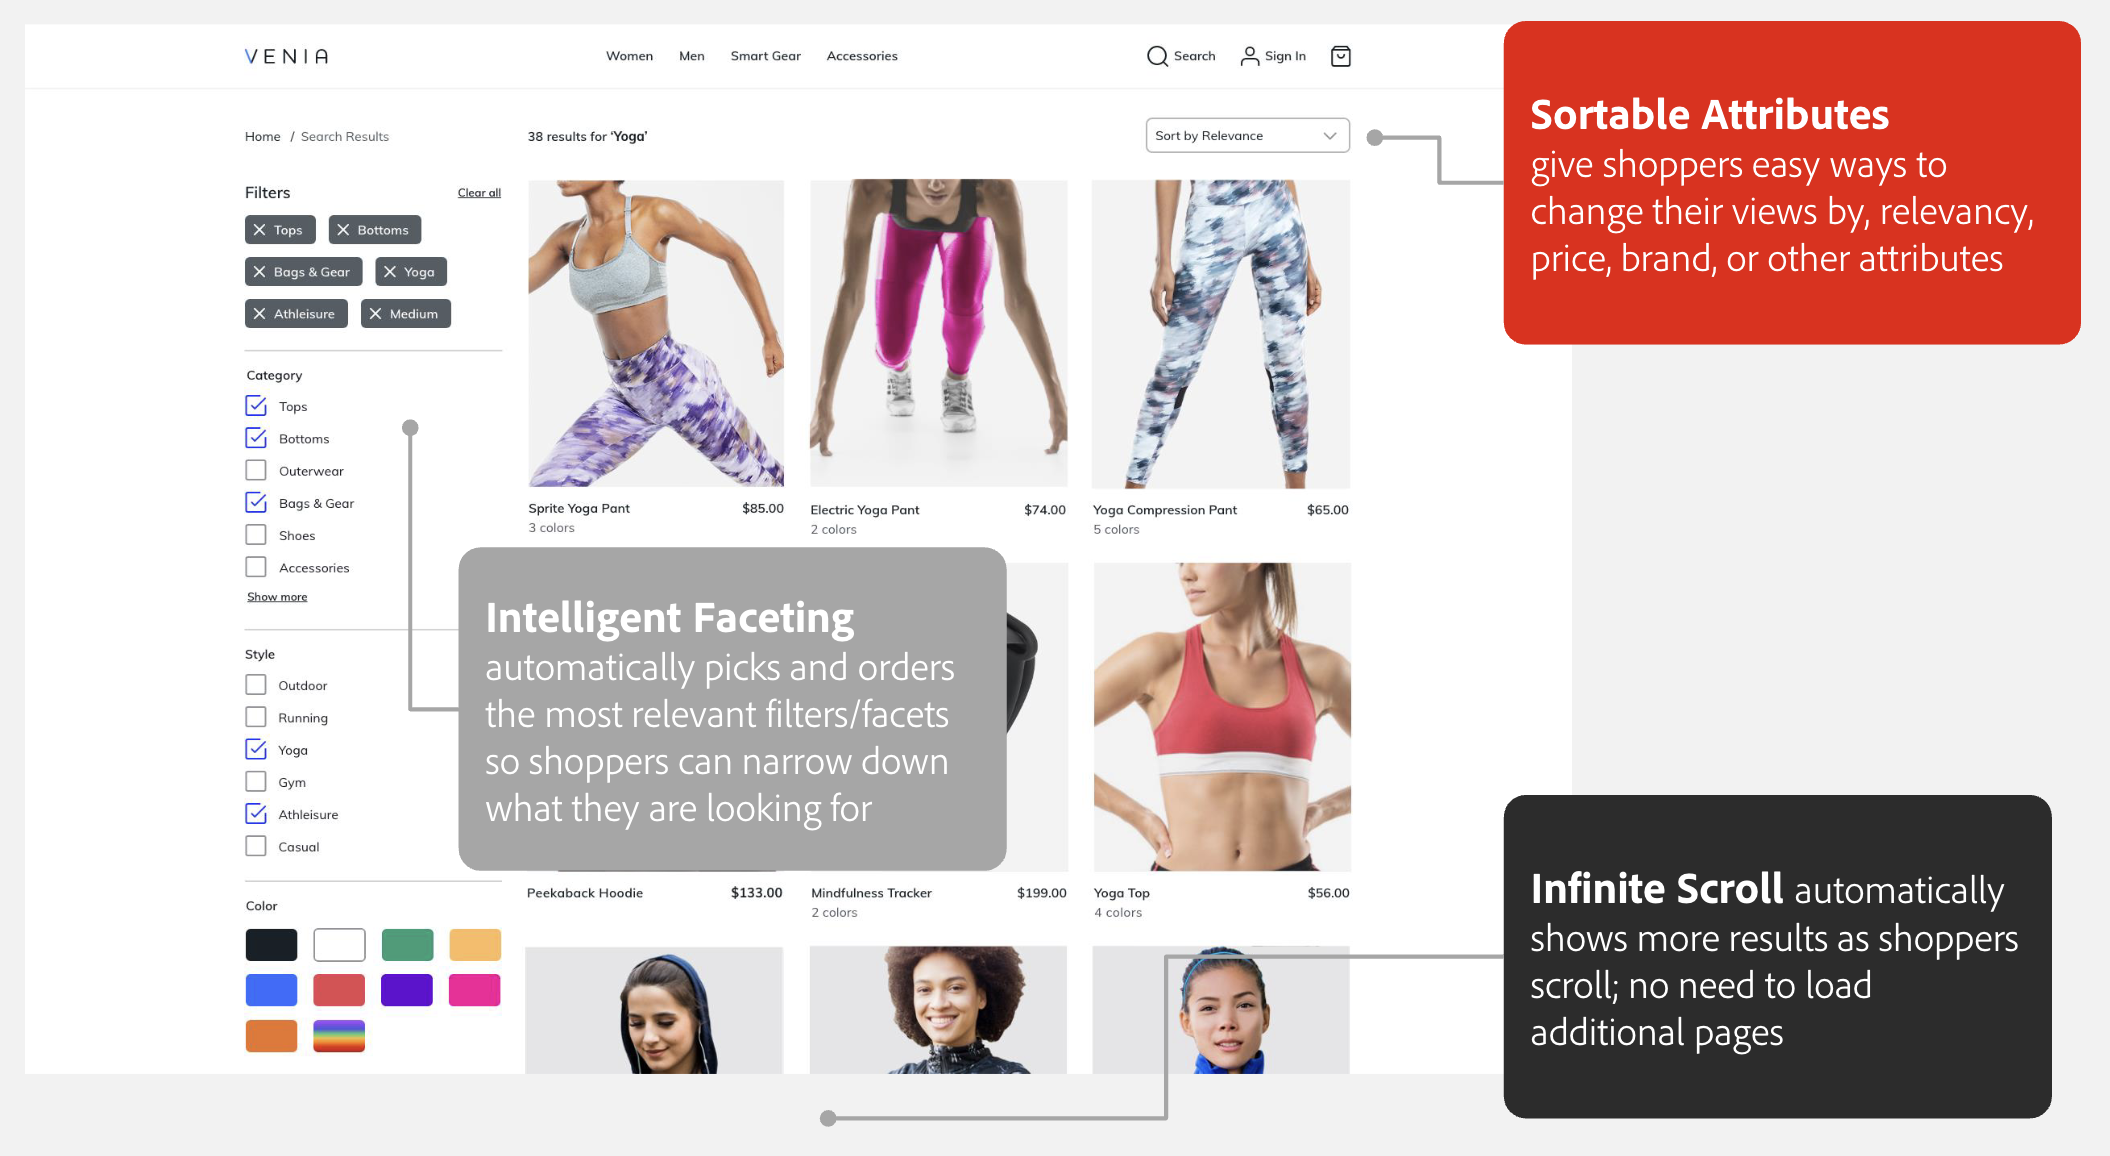 VENIA
Women Men Smart Gear Accessories
Search Sign In
Home / Search Results
38 results for ‘Yoga’
Sort by Relevance
Sortable Attributes
give shoppers easy ways to
change their views by, relevancy,
price, brand, or other attributes
Filters Clear all
Tops Bottoms
Bags & Gear Yoga
Athleisure Medium
Category
Tops
Bottoms
Outerwear
Bags & Gear
Shoes
Accessories
Show more
Style
Outdoor
Running
Yoga
Gym
Athleisure
Casual
Color
Sprite Yoga Pant $85.00
3 colors
Electric Yoga Pant $74.00
2 colors
Yoga Compression Pant $65.00
5 colors
Intelligent Faceting
automatically picks and orders
the most relevant filters/facets
so shoppers can narrow down
what they are looking for
Peekaback Hoodie $133.00
Mindfulness Tracker $199.00
2 colors
Yoga Top $56.00
4 colors
Infinite Scroll automatically
shows more results as shoppers
scroll; no need to load
additional pages